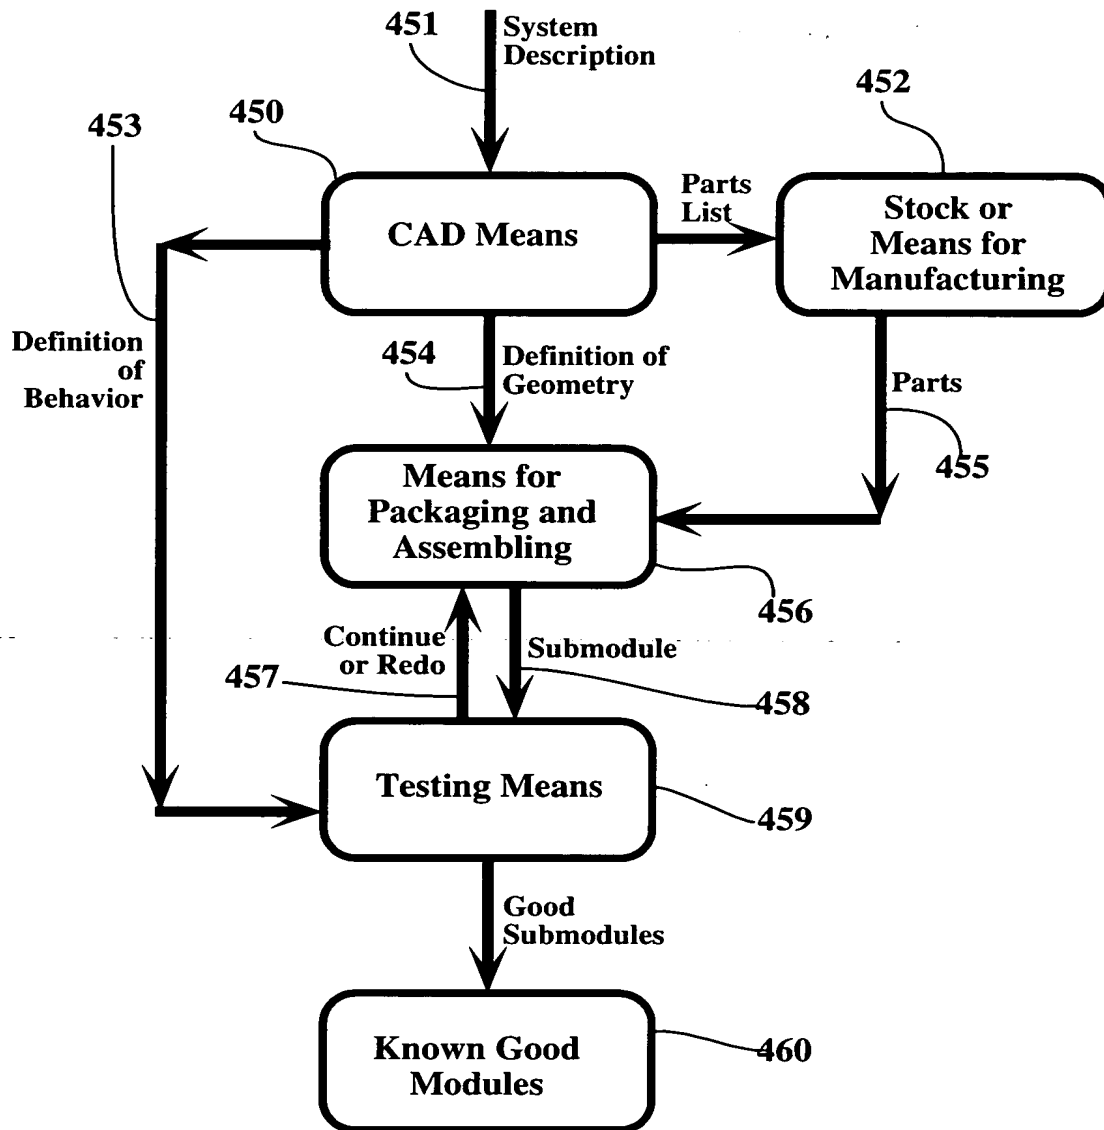 451
System
Description
452
453
450
Parts
List
CAD Means
Stock or
Means for
Manufacturing
Definition
of
Behavior
454
Definition of
Geometry
Parts
455
Means for
Packaging and
Assembling
456
Continue
or Redo
457
Submodule
458
Testing Means
459
Good
Submodules
Known Good
Modules
460